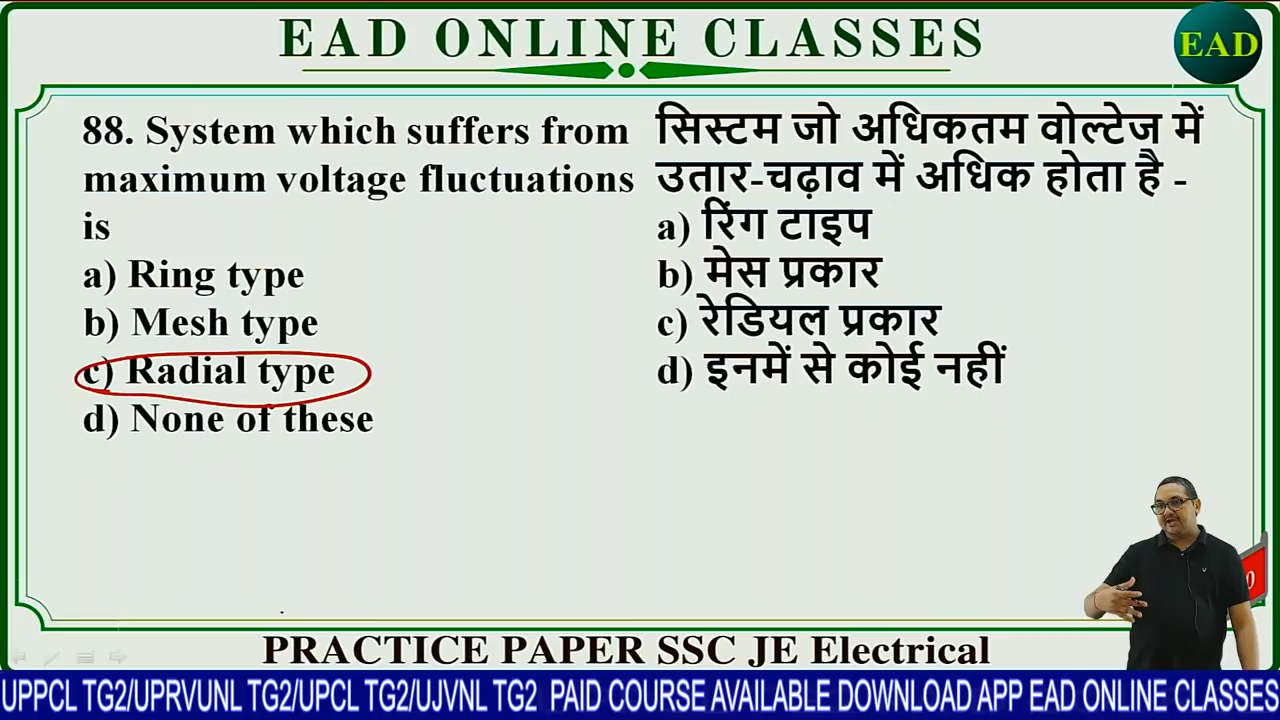 EAD ONLINE CLASSES
EAD
88. System which suffers from
maximum voltage fluctuations
is
a) Ring type
b) Mesh type
c) Radial type
d) None of these
सिस्टम जो अधिकतम वोल्टेज में
उतार-चढ़ाव में अधिक होता है -
a) रिंग टाइप
b) मेस प्रकार
c) रेडियल प्रकार
d) इनमें से कोई नहीं
PRACTICE PAPER SSC JE Electrical
UPPCL TG2/UPRVUNL TG2/UPCL TG2/UJVNL TG2 PAID COURSE AVAILABLE DOWNLOAD APP EAD ONLINE CLASSES